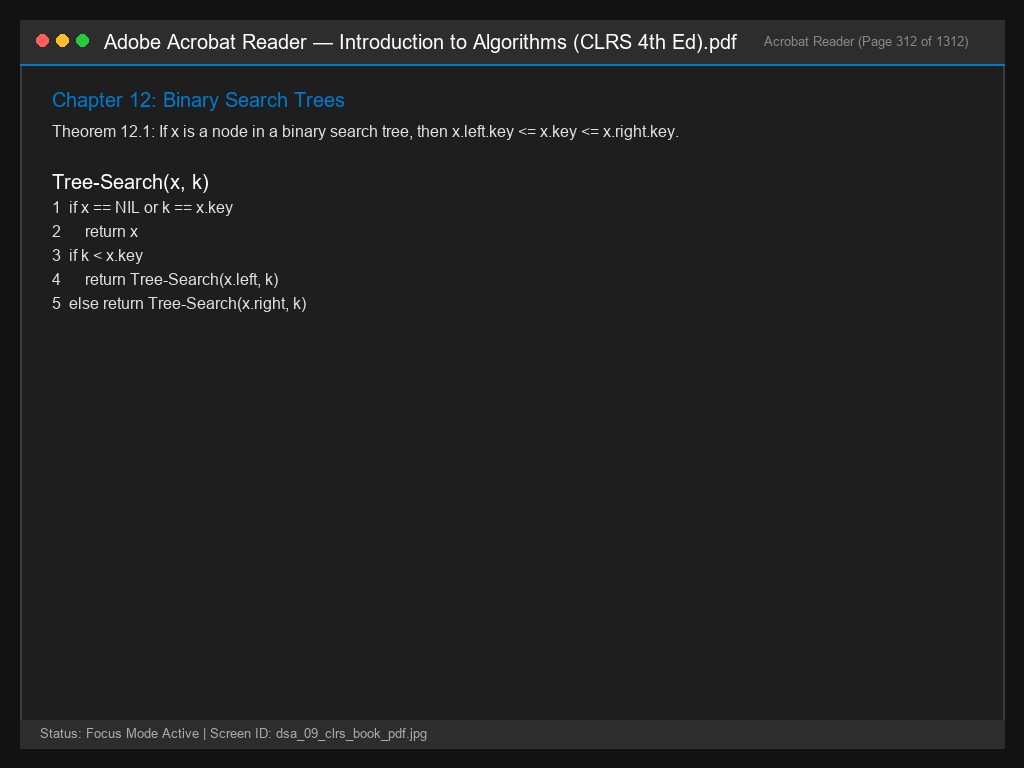 Adobe Acrobat Reader — Introduction to Algorithms (CLRS 4th Ed).pdf Acrobat Reader (Page 312 of 1312)
Chapter 12: Binary Search Trees
Theorem 12.1: If x is a node in a binary search tree, then x.left.key <= x.key <= x.right.key.
Tree-Search(x, k)
1 if x == NIL or k == x.key
2 return x
3 if k < x.key
4 return Tree-Search(x.left, k)
5 else return Tree-Search(x.right, k)
Status: Focus Mode Active | Screen ID: dsa_09_clrs_book_pdf.jpg